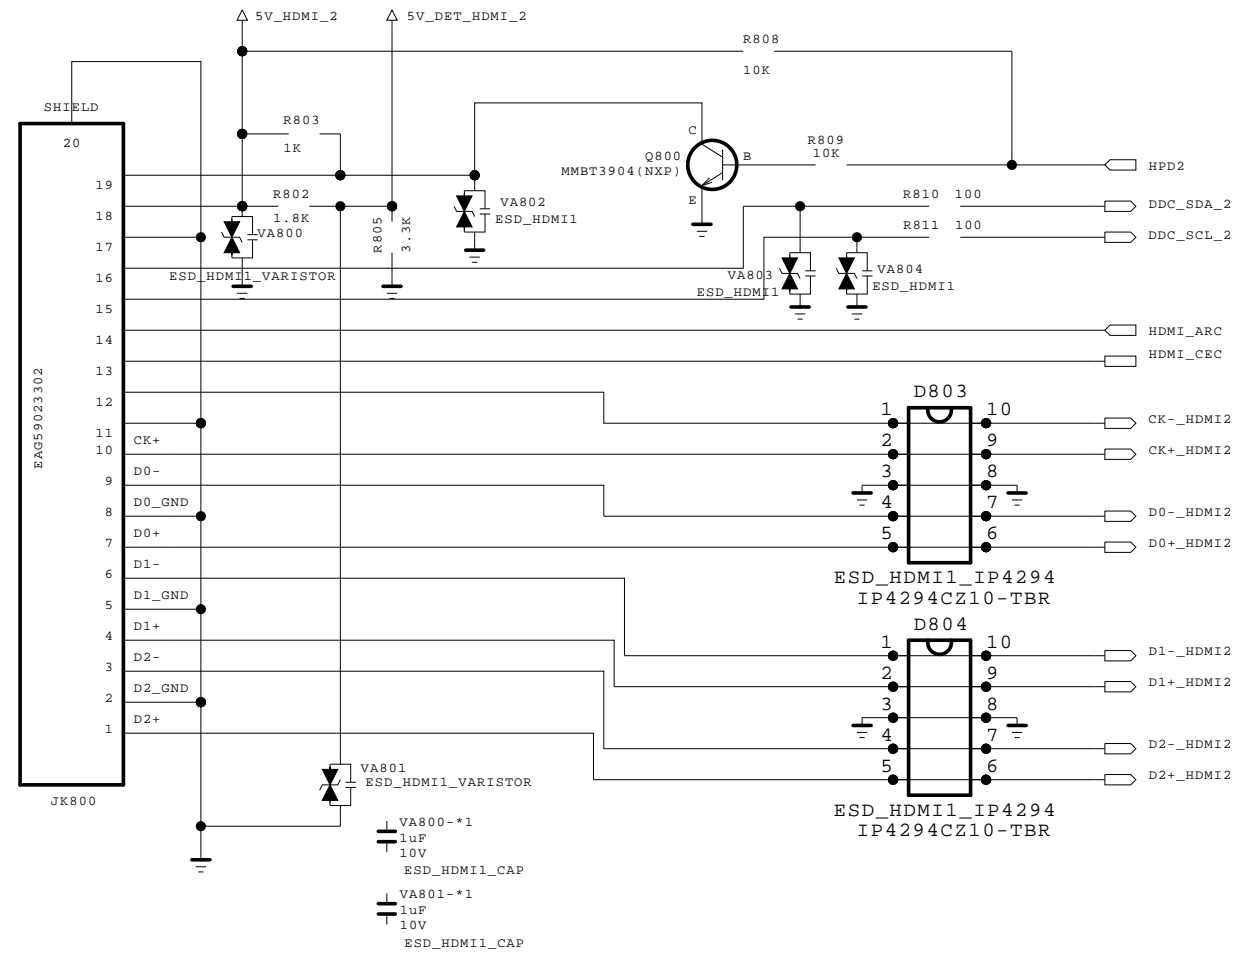 5V_HDMI_2
5V_DET_HDMI_2
R808
10K
SHIELD
20
R803
1K
C
Q800
MMBT3904(NXP)
B
E
R809
10K
HPD2
19
R802
1.8K
VA802
ESD_HDMI1
R810 100
DDC_SDA_2
18
VA800
R805
3.3K
R811 100
DDC_SCL_2
17
ESD_HDMI1_VARISTOR
VA803
ESD_HDMI1
VA804
ESD_HDMI1
16
15
14
HDMI_ARC
13
HDMI_CEC
EAG59023302
12
11
CK+
10
D0-
9
D0_GND
8
D0+
7
D1-
6
D1_GND
5
D1+
4
D2-
3
D2_GND
2
D2+
1
JK800
D803
1
10
CK-_HDMI2
2
9
CK+_HDMI2
3
8
4
7
D0-_HDMI2
5
6
D0+_HDMI2
ESD_HDMI1_IP4294
IP4294CZ10-TBR
D804
1
10
D1-_HDMI2
2
9
D1+_HDMI2
3
8
4
7
D2-_HDMI2
5
6
D2+_HDMI2
ESD_HDMI1_IP4294
IP4294CZ10-TBR
VA801
ESD_HDMI1_VARISTOR
VA800-*1
1uF
10V
ESD_HDMI1_CAP
VA801-*1
1uF
10V
ESD_HDMI1_CAP